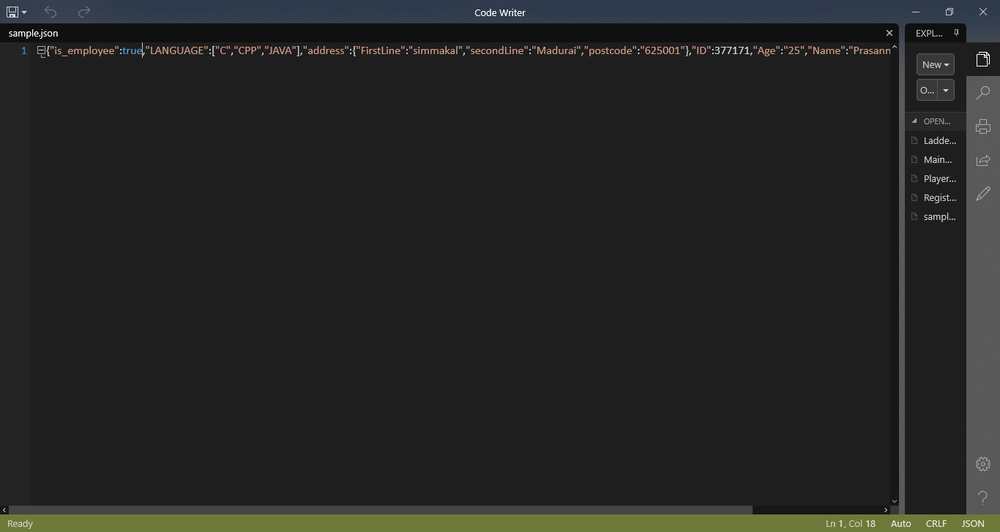 Code Writer
sample.json
EXPL...
1 {"is_employee":true,"LANGUAGE":["C","CPP","JAVA"],"address":{"FirstLine":"simmakal","secondLine":"Madurai","postcode":"625001"},"ID":377171,"Age":"25","Name":"Prasann
New
O...
OPEN...
Ladde...
Main...
Player...
Regist...
sampl...
Ready
Ln 1, Col 18
Auto
CRLF
JSON